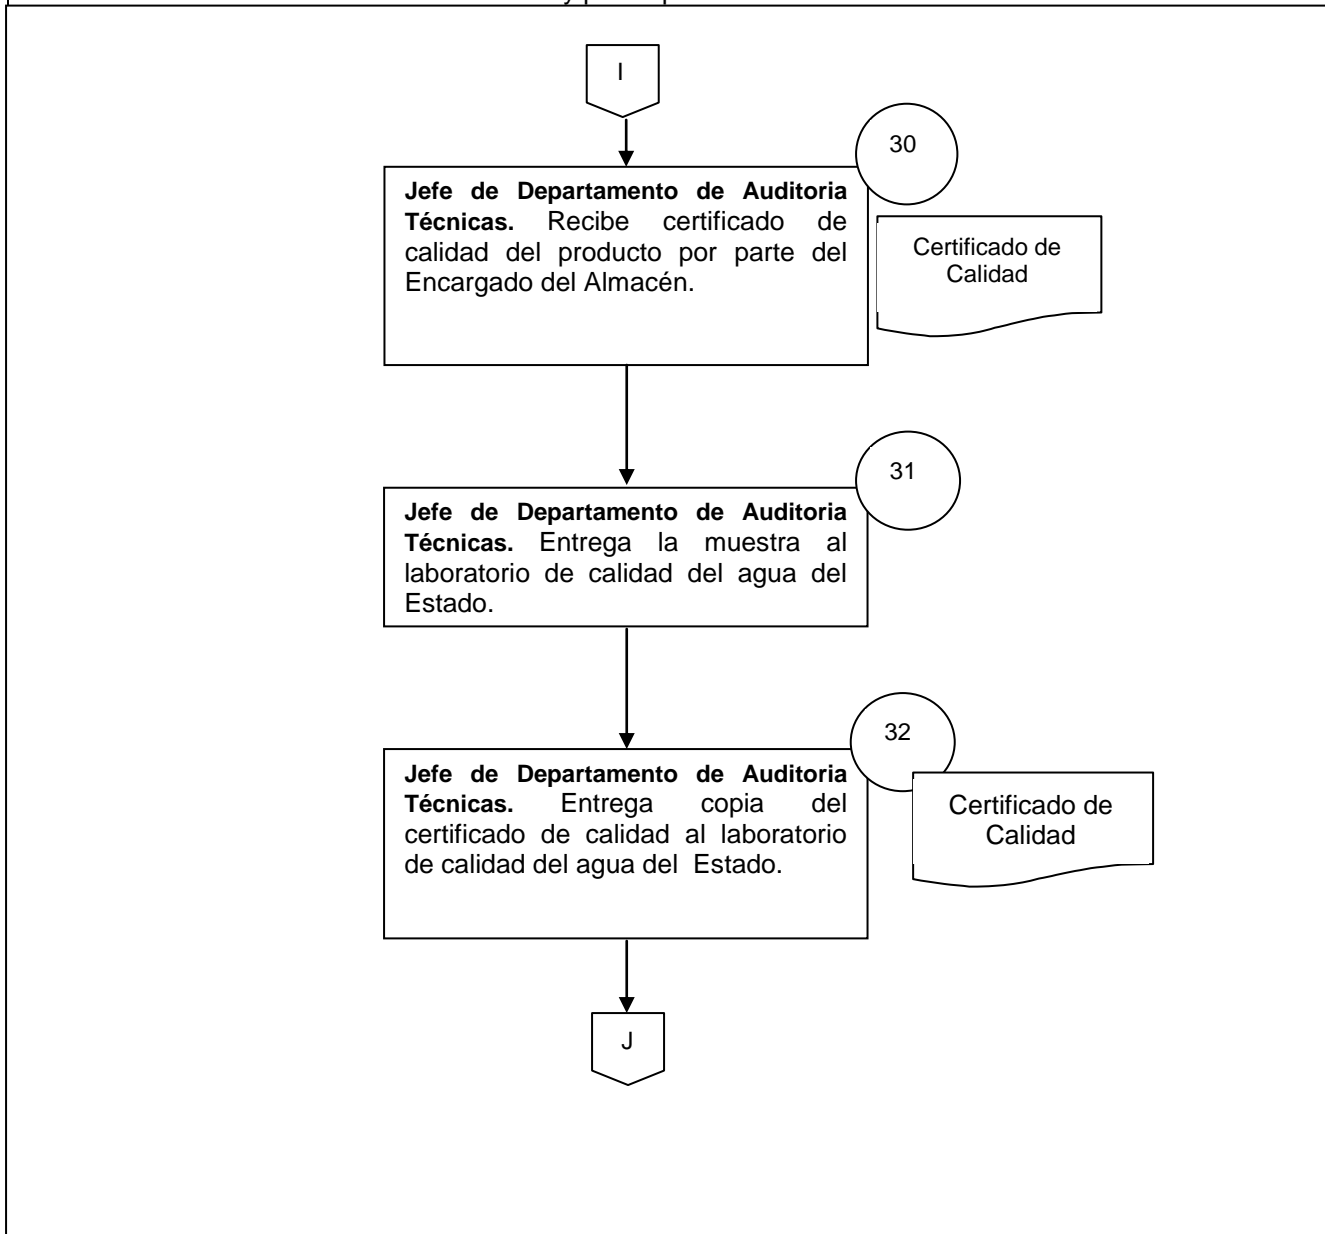 I
30
Jefe de Departamento de Auditoria
Técnicas. Recibe certificado de
calidad del producto por parte del
Encargado del Almacén.
Certificado de
Calidad
31
Jefe de Departamento de Auditoria
Técnicas. Entrega la muestra al
laboratorio de calidad del agua del
Estado.
32
Jefe de Departamento de Auditoria
Técnicas. Entrega copia del
certificado de calidad al laboratorio
de calidad del agua del Estado.
Certificado de
Calidad
J